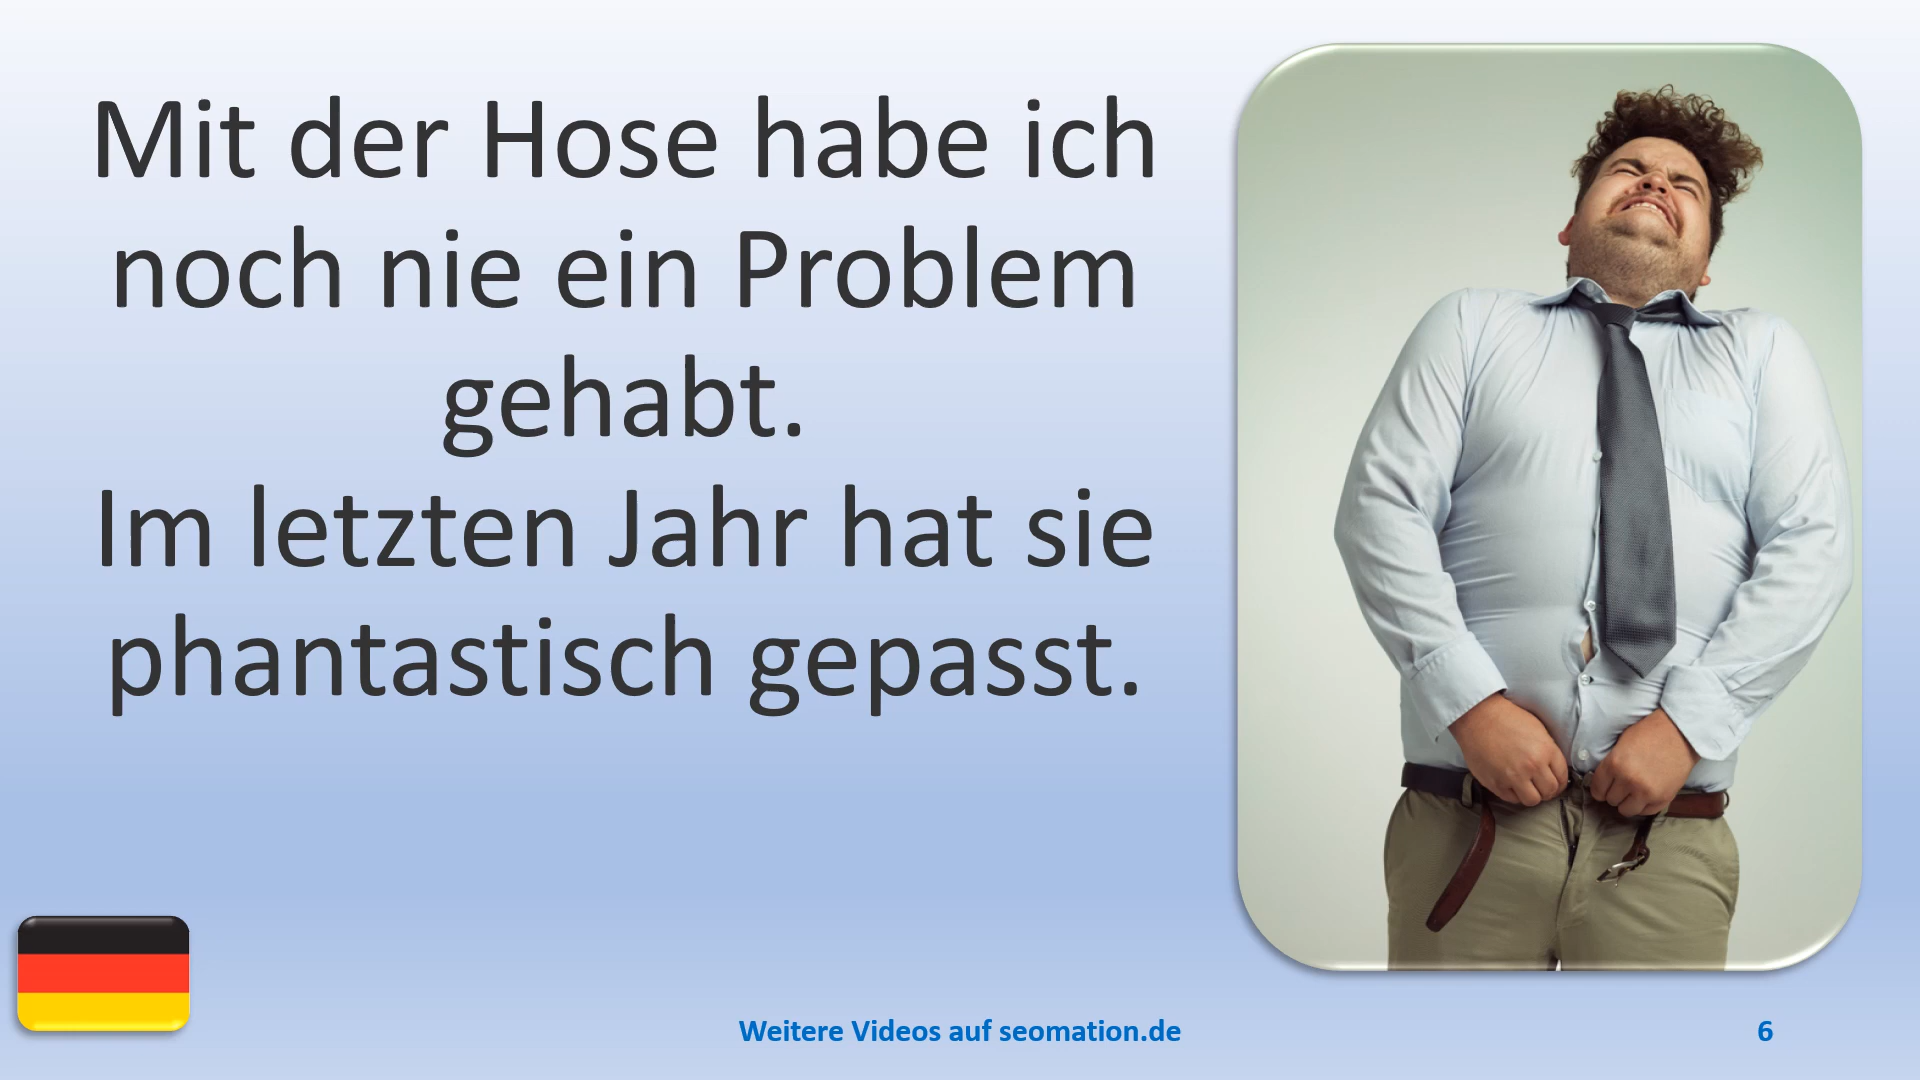 Mit der Hose habe ich
noch nie ein Problem
gehabt.
Im letzten Jahr hat sie
phantastisch gepasst.
Weitere Videos auf seomation.de
6